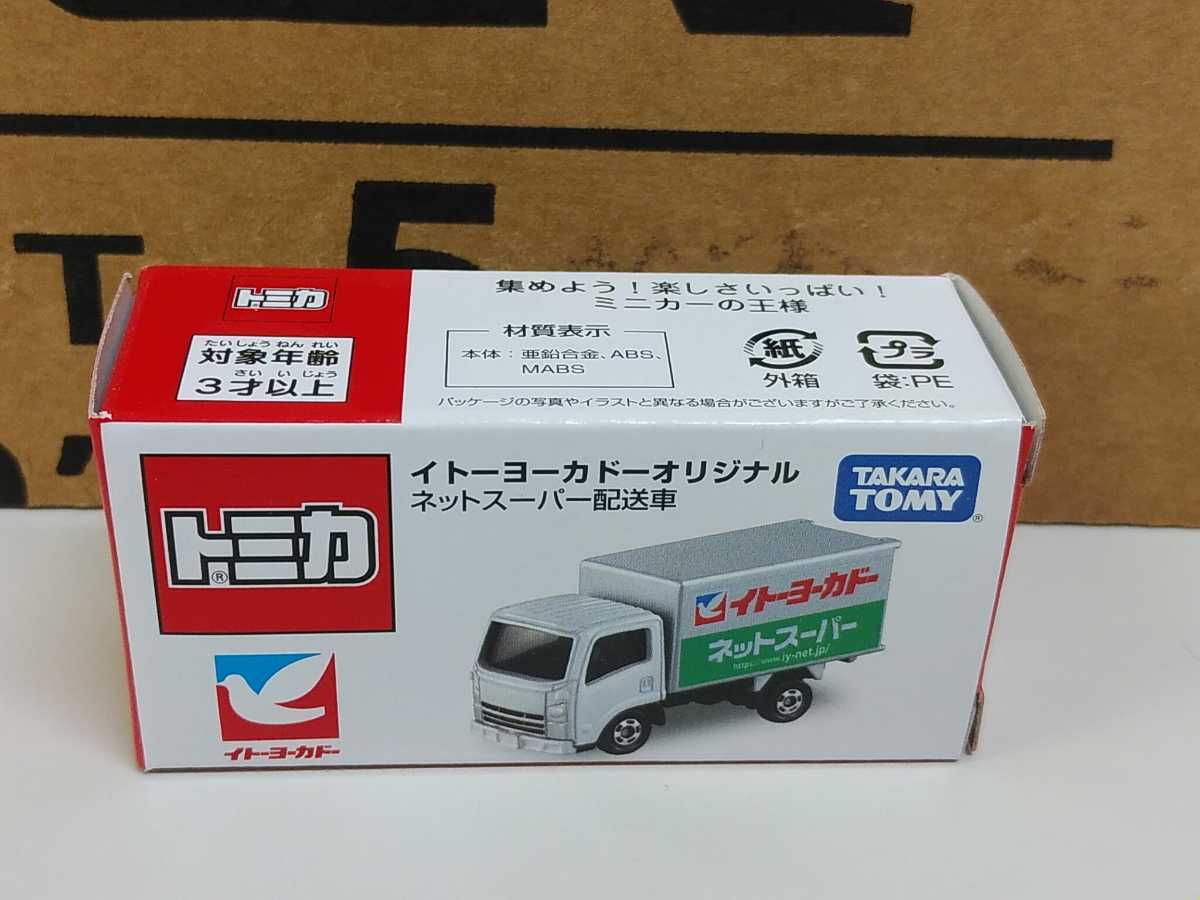 T 5
トミカ
たいしょう ねん れい
対象年齢
さい い じょう
3才以上
集めよう!楽しさいっぱい!
ミニカーの王様
材質表示
本体:亜鉛合金、ABS、
MABS
紙
外箱
プラ
袋:PE
パッケージの写真やイラストと異なる場合がございますがご了承ください。
トミカ®
イトーヨーカドー
イトーヨーカドーオリジナル
ネットスーパー配送車
TAKARA
TOMY®
イトーヨーカドー
ネットスーパー
http://www.iy-net.jp/